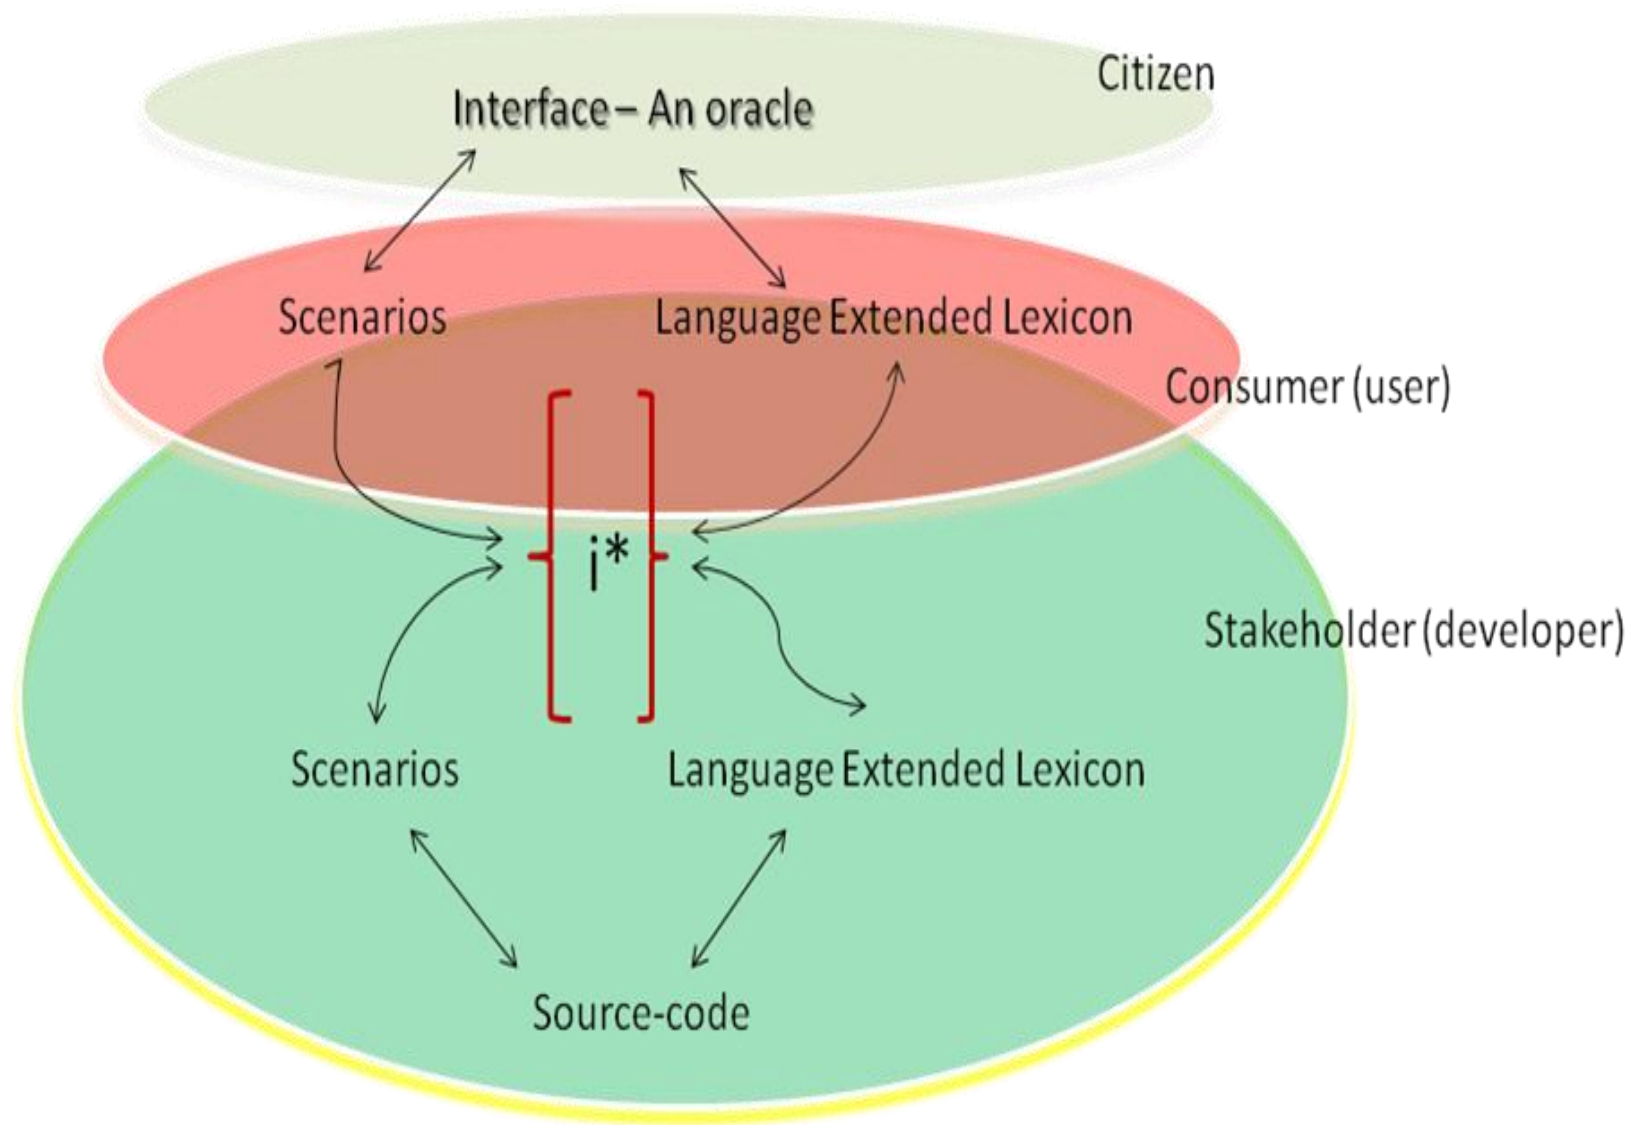 Citizen
Interface – An oracle
Scenarios
Language Extended Lexicon
Consumer (user)
i*
Stakeholder (developer)
Scenarios
Language Extended Lexicon
Source-code